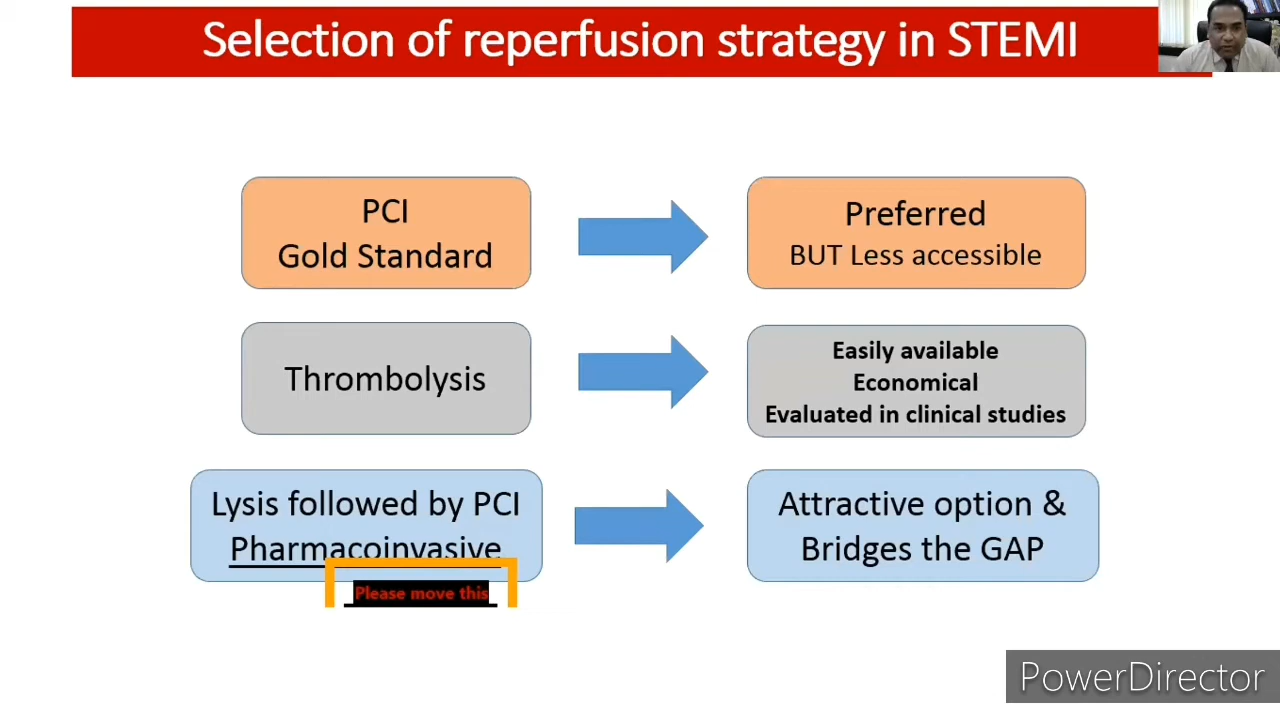 Selection of reperfusion strategy in STEMI
PCI
Gold Standard
Preferred
BUT Less accessible
Thrombolysis
Easily available
Economical
Evaluated in clinical studies
Lysis followed by PCI
Pharmacoinvasive
Attractive option &
Bridges the GAP
Please move this
PowerDirector